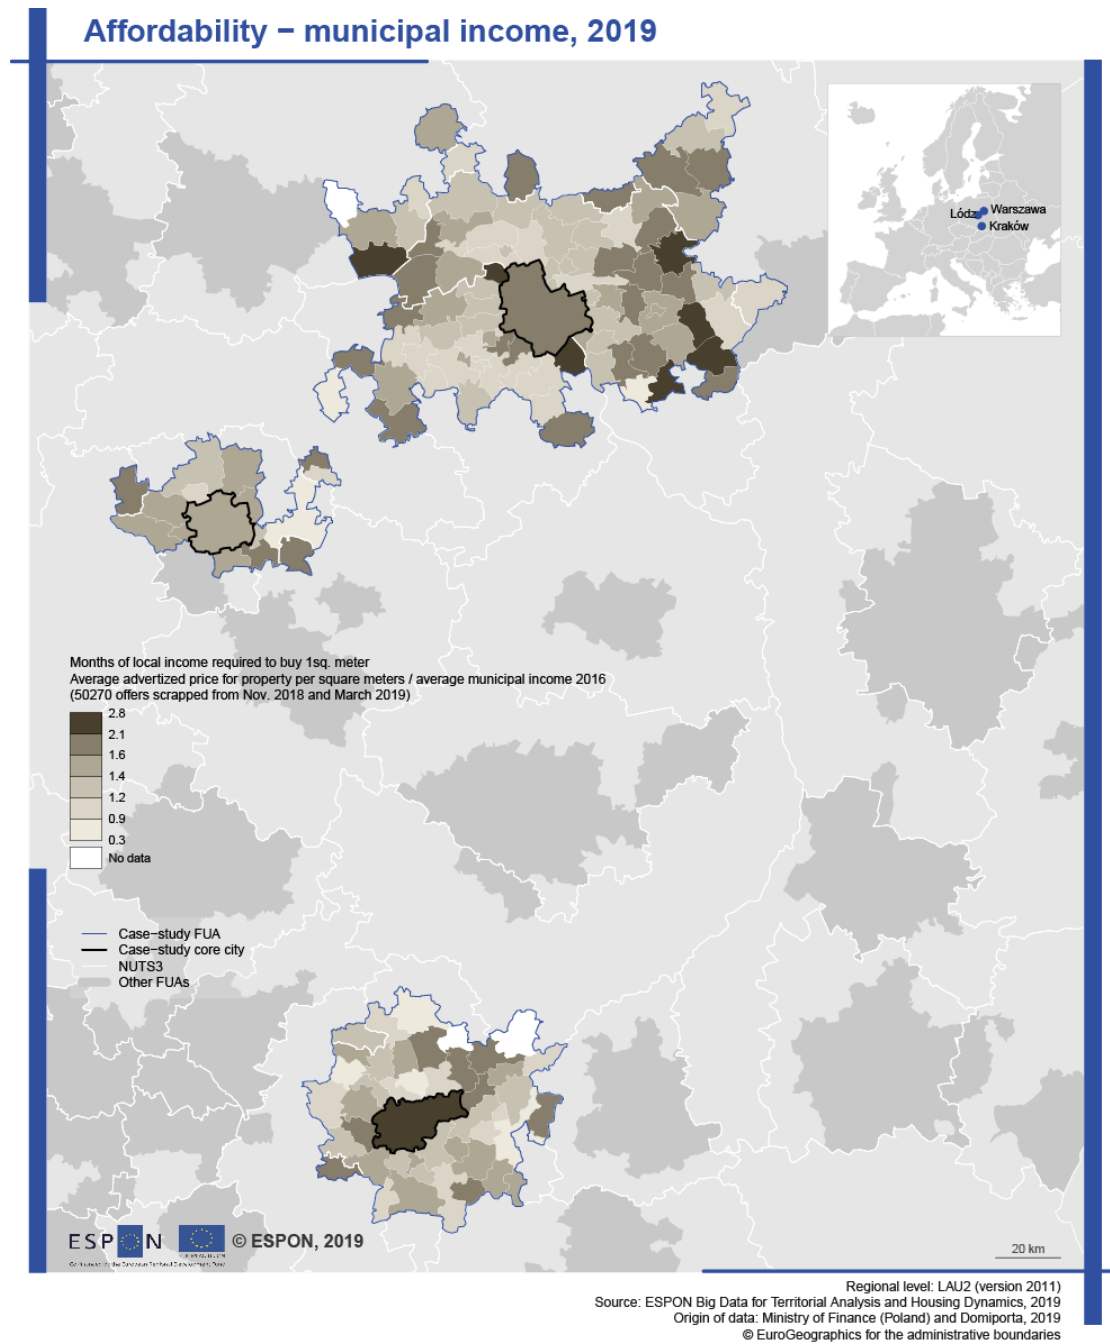 Affordability − municipal income, 2019
Lódz
Warszawa
Kraków
Months of local income required to buy 1sq. meter
Average advertized price for property per square meters / average municipal income 2016
(50270 offers scrapped from Nov. 2018 and March 2019)
2.8
2.1
1.6
1.4
1.2
0.9
0.3
No data
Case−study FUA
Case−study core city
NUTS3
Other FUAs
ESPON
© ESPON, 2019
20 km
Regional level: LAU2 (version 2011)
Source: ESPON Big Data for Territorial Analysis and Housing Dynamics, 2019
Origin of data: Ministry of Finance (Poland) and Domiporta, 2019
© EuroGeographics for the administrative boundaries